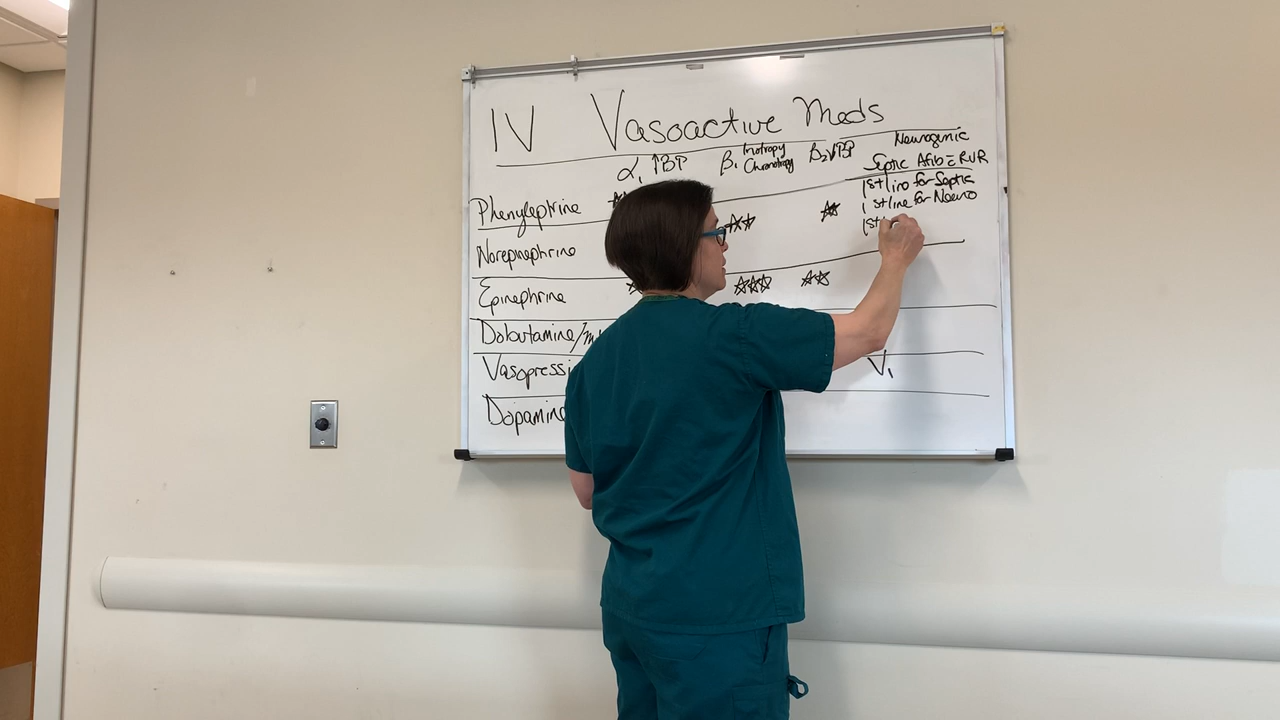 IV Vasoactive Meds
α₁ ↑BP β₁ Inotropy Chronotropy β₂↓BP Neurogenic
Septic Afib c̄ RVR
Phenylephrine
1st line for Septic
1st line for Neuro
1st
Norepinephrine
Epinephrine
Dobutamine/
Vasopressi
V₁
Dopamine